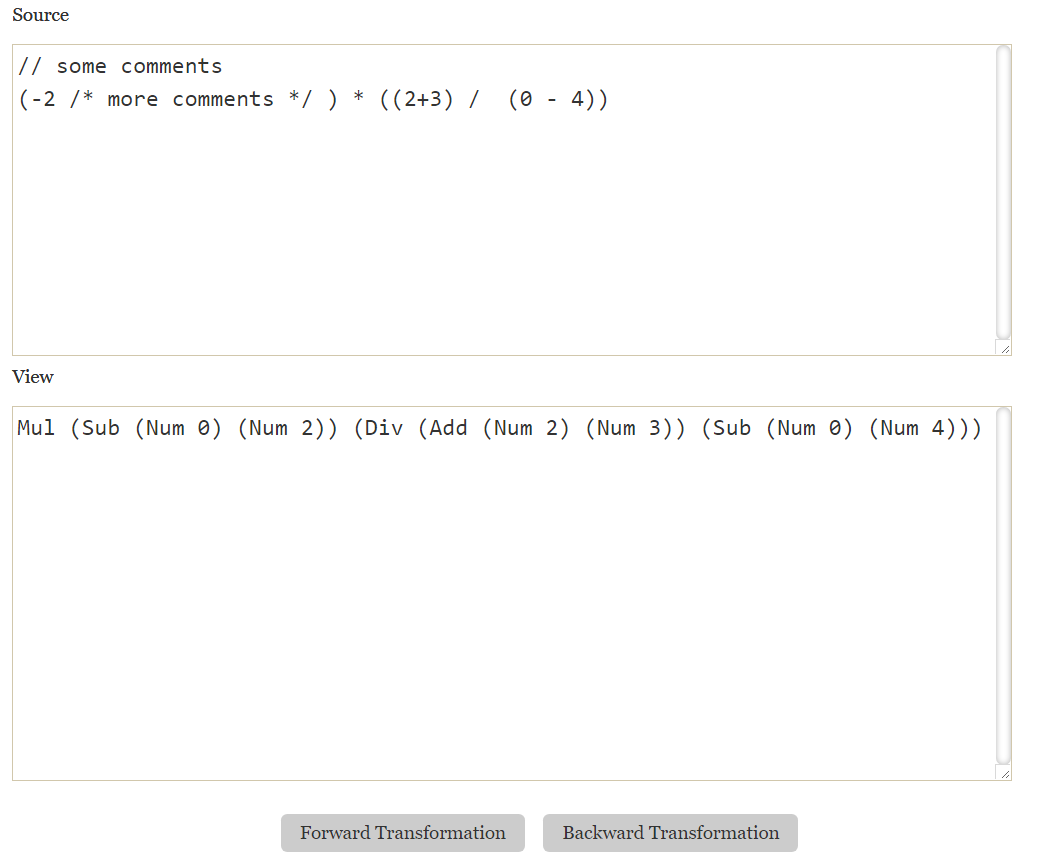 Source
// some comments
(-2 /* more comments */ ) * ((2+3) /  (0 - 4))
View
Mul (Sub (Num 0) (Num 2)) (Div (Add (Num 2) (Num 3)) (Sub (Num 0) (Num 4)))
Forward Transformation
Backward Transformation